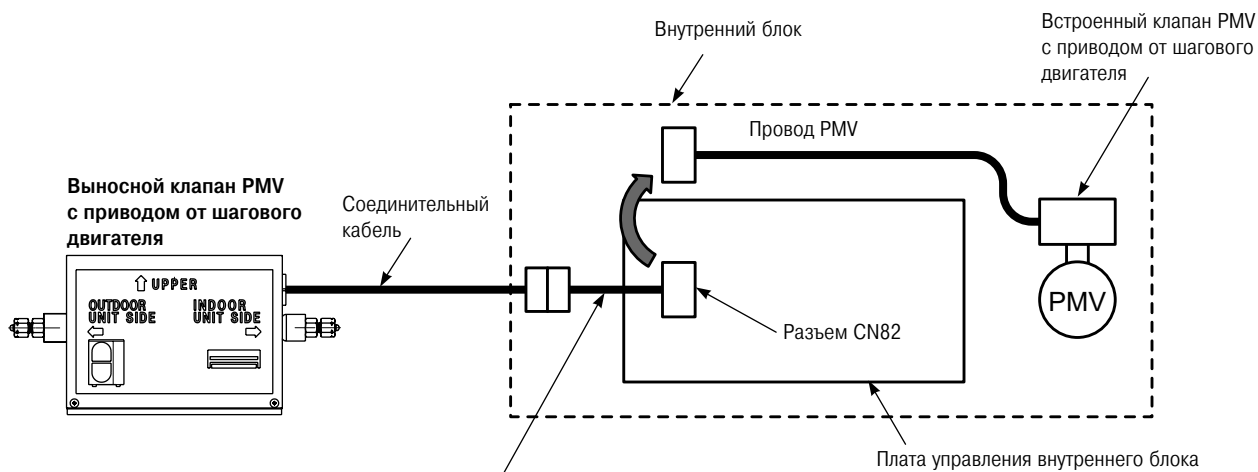 Внутренний блок
Встроенный клапан PMV
с приводом от шагового
двигателя
Провод PMV
Выносной клапан PMV
с приводом от шагового
двигателя
Соединительный
кабель
UPPER
OUTDOOR
UNIT SIDE
INDOOR
UNIT SIDE
PMV
Разъем CN82
Плата управления внутреннего блока